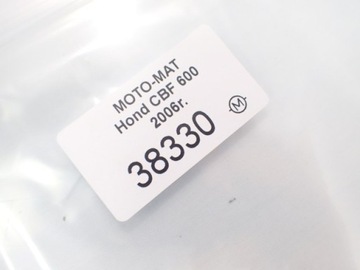 MOTO-MAT
Hond CBF 600
2006r.
38330
M